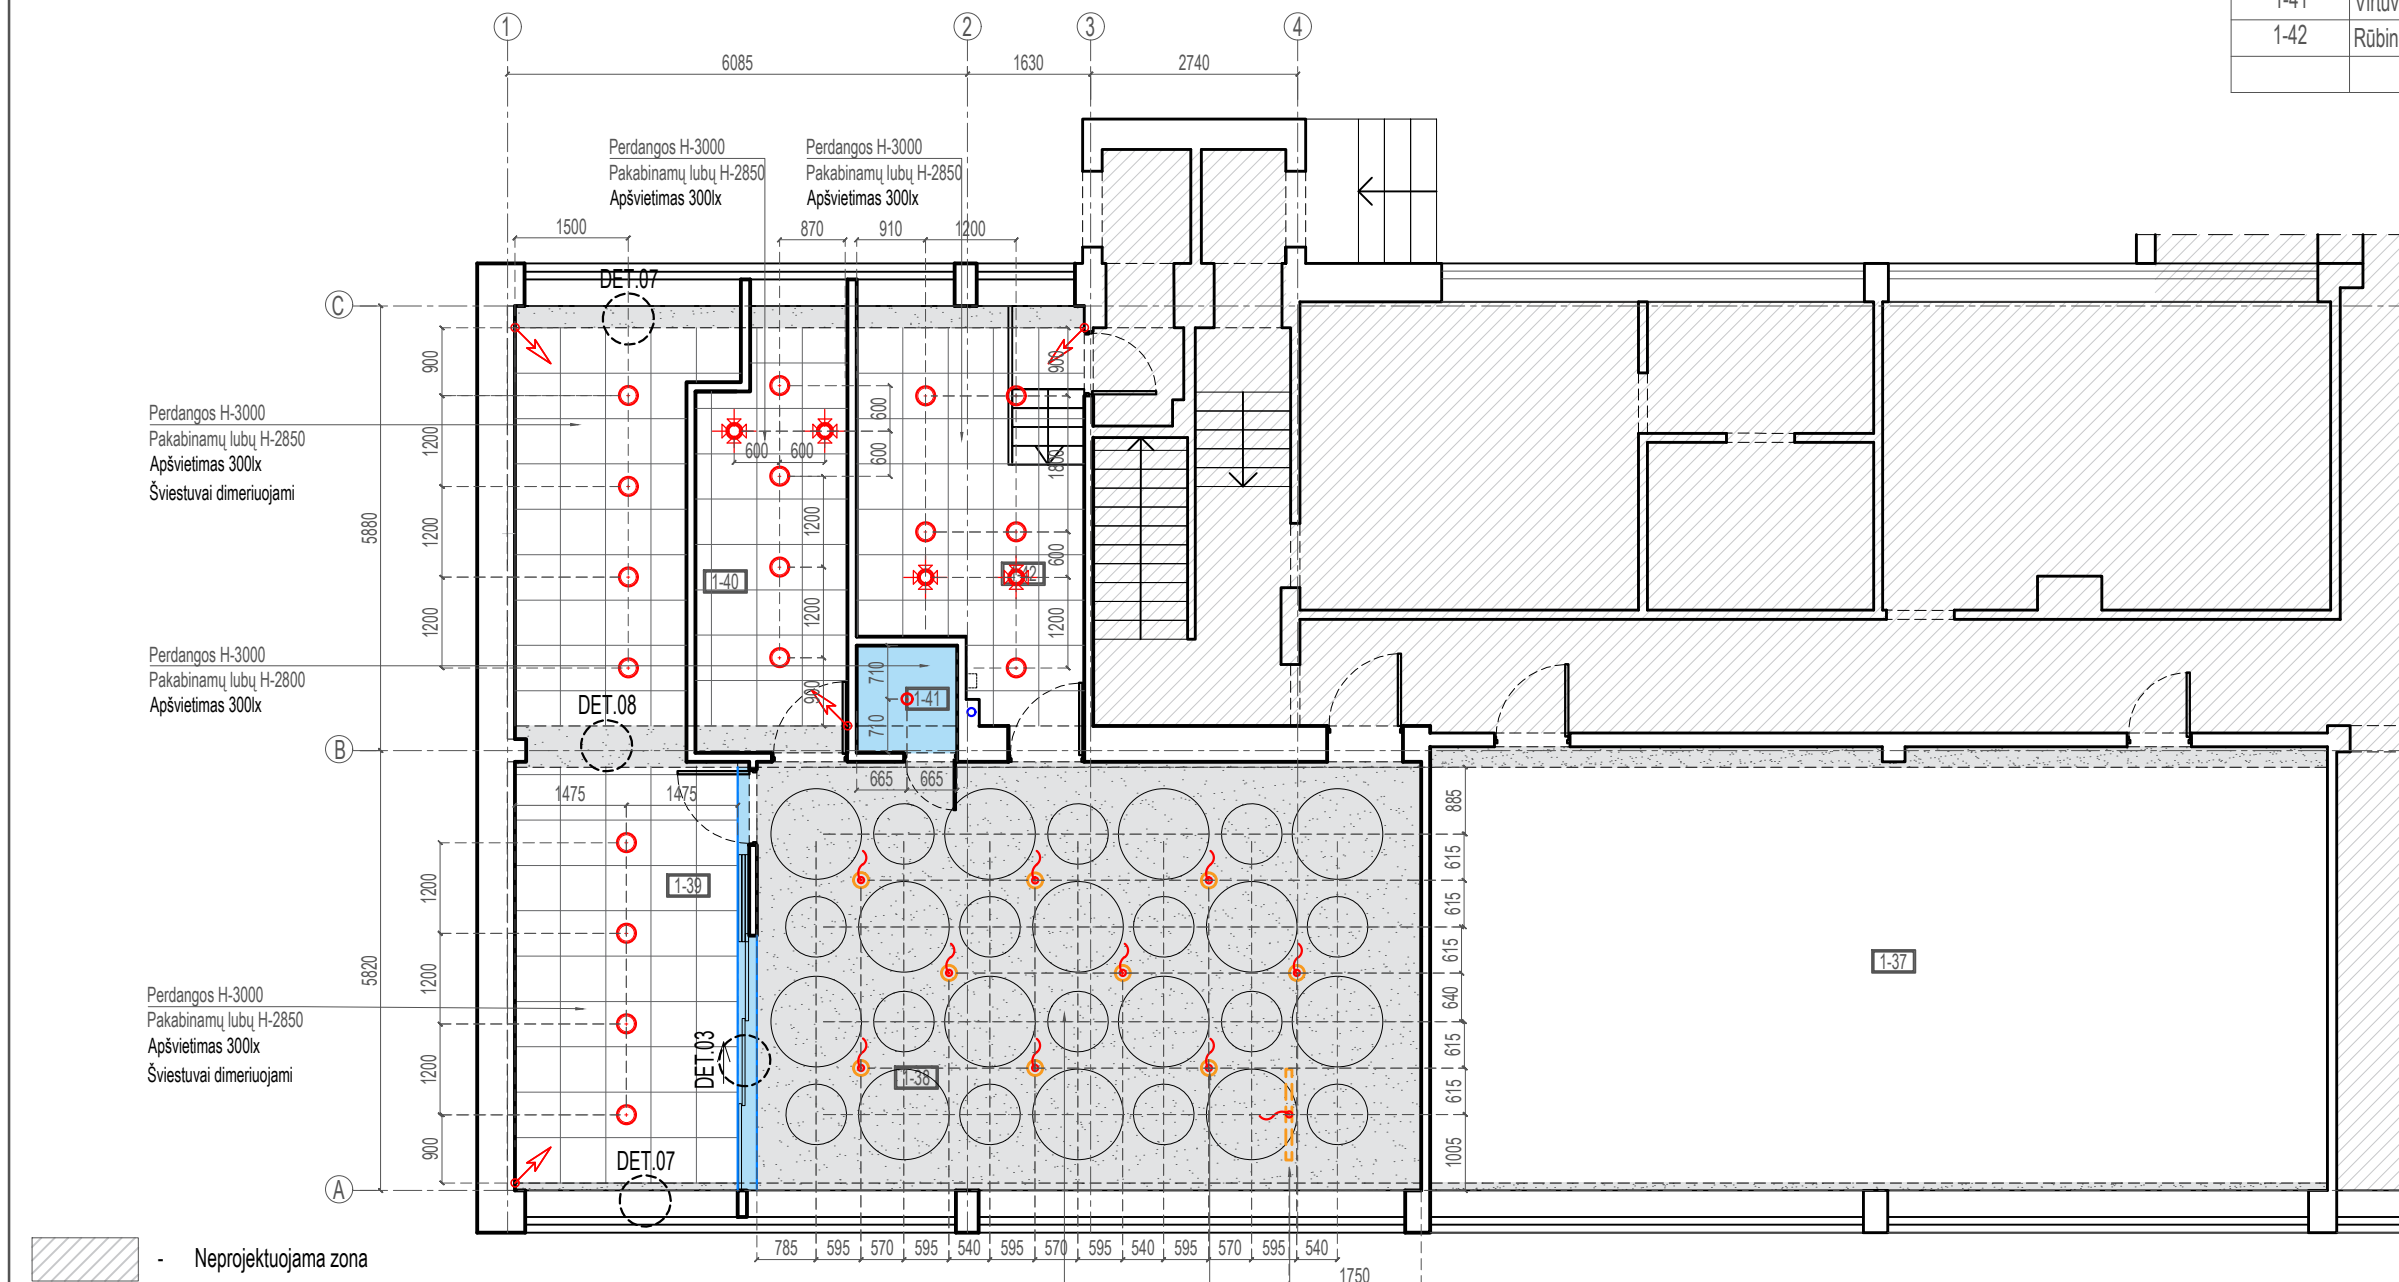 1-41 Virtuv
1-42 Rūbin
1 2 3 4
6085 1630 2740
Perdangos H-3000
Pakabinamų lubų H-2850
Apšvietimas 300lx
Perdangos H-3000
Pakabinamų lubų H-2850
Apšvietimas 300lx
1500 870 910 1200
DET.07
C
900
1200
1200
1200
5880
Perdangos H-3000
Pakabinamų lubų H-2850
Apšvietimas 300lx
Šviestuvai dimeriuojami
600
600
600 600
1200
1200
900
900
1800
600
1200
1-40
Perdangos H-3000
Pakabinamų lubų H-2800
Apšvietimas 300lx
710
710
1-41
DET.08
B
665 665
1475 1475
1-39
1200
1200
1200
900
5820
Perdangos H-3000
Pakabinamų lubų H-2850
Apšvietimas 300lx
Šviestuvai dimeriuojami
DET.03
1-38
1-37
885
615
615
615
640
615
615
1005
DET.07
A
785 595 570 595 540 595 570 595 540 595 570 595 540
1750
- Neprojektuojama zona